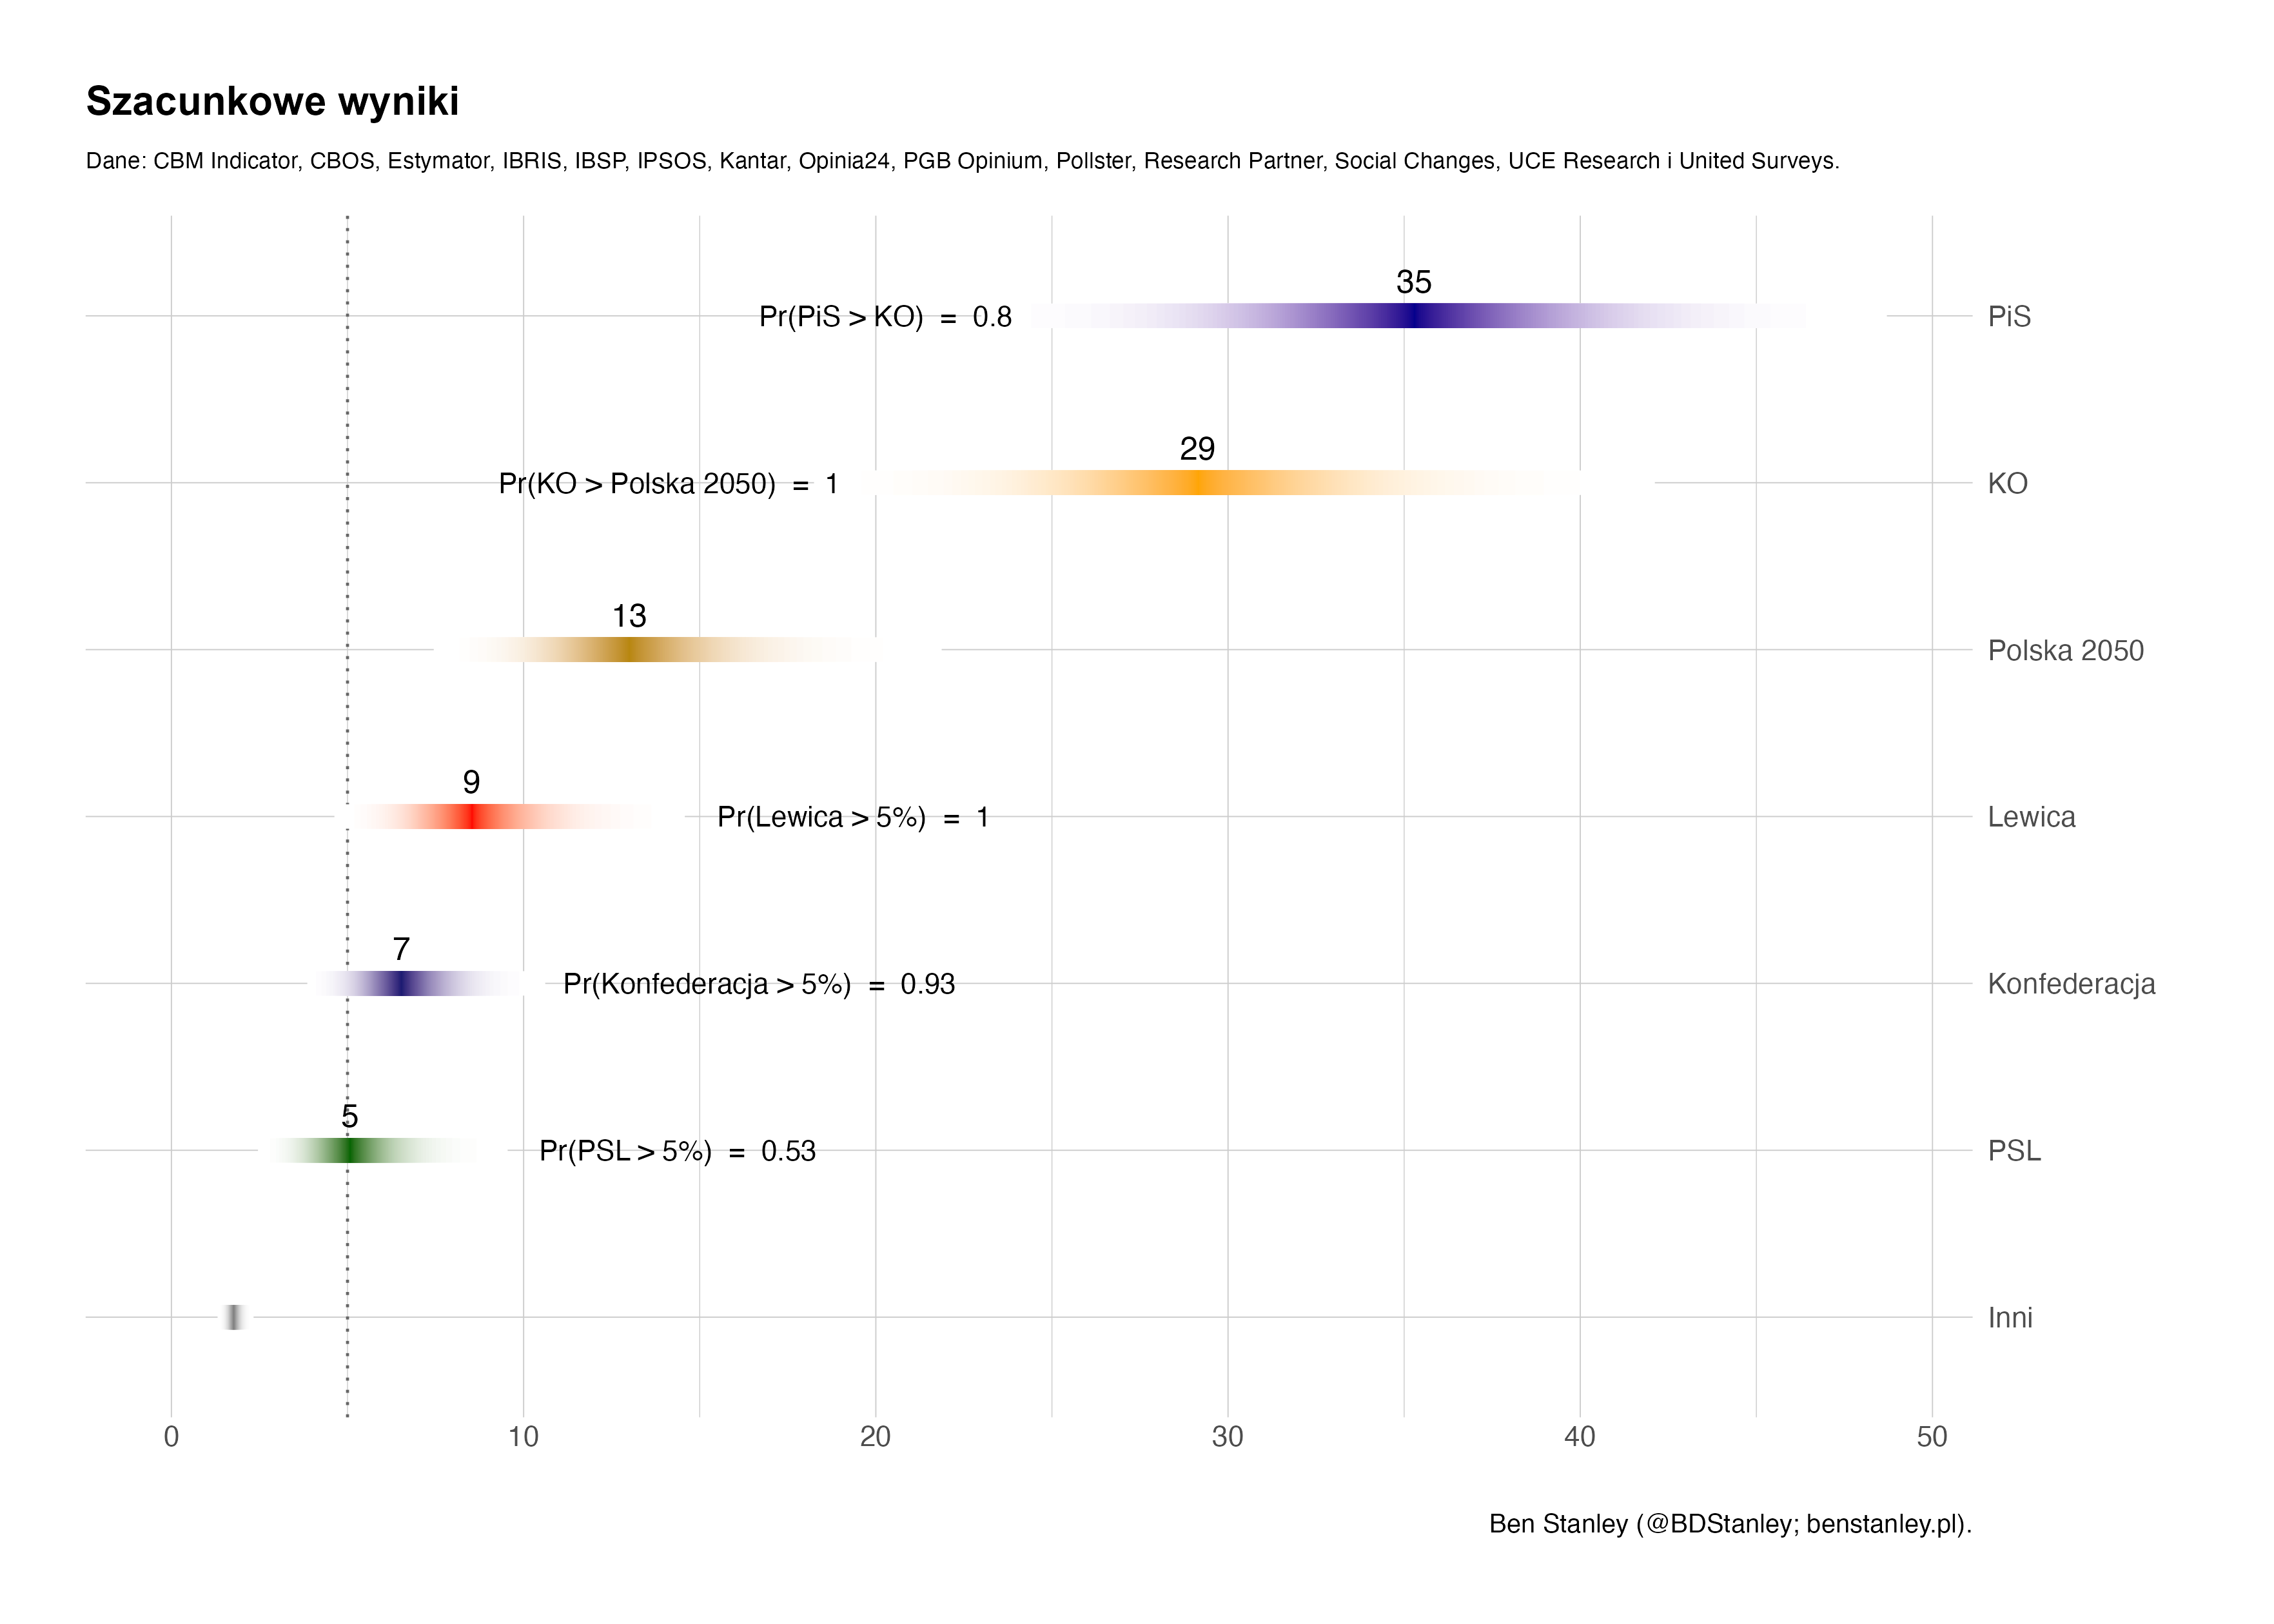 Szacunkowe wyniki
Dane: CBM Indicator, CBOS, Estymator, IBRIS, IBSP, IPSOS, Kantar, Opinia24, PGB Opinium, Pollster, Research Partner, Social Changes, UCE Research i United Surveys.
35
Pr(PiS > KO) = 0.8 PiS
29
Pr(KO > Polska 2050) = 1 KO
13
Polska 2050
9
Pr(Lewica > 5%) = 1 Lewica
7
Pr(Konfederacja > 5%) = 0.93 Konfederacja
5
Pr(PSL > 5%) = 0.53 PSL
Inni
0 10 20 30 40 50
Ben Stanley (@BDStanley; benstanley.pl).